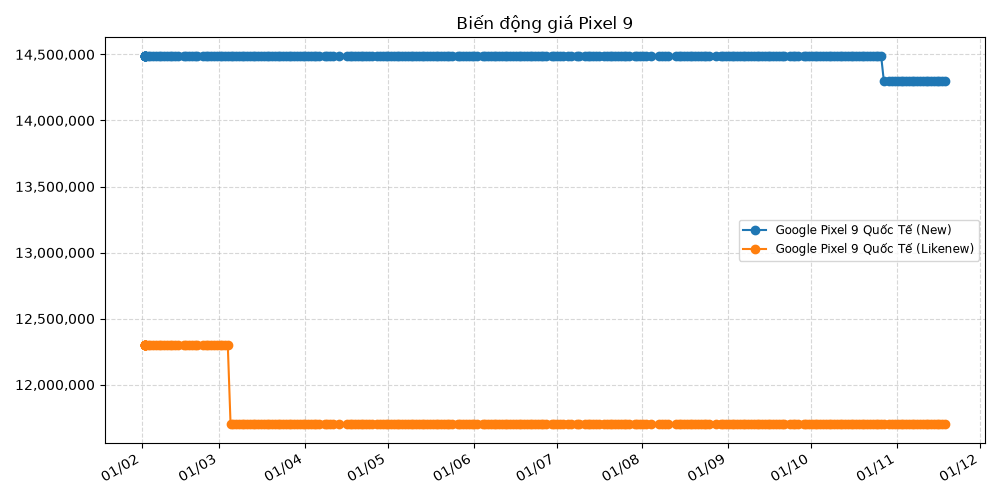 Biến động giá Pixel 9
14,500,000
14,000,000
13,500,000
13,000,000
12,500,000
12,000,000
Google Pixel 9 Quốc Tế (New)
Google Pixel 9 Quốc Tế (Likenew)
01/02 01/03 01/04 01/05 01/06 01/07 01/08 01/09 01/10 01/11 01/12